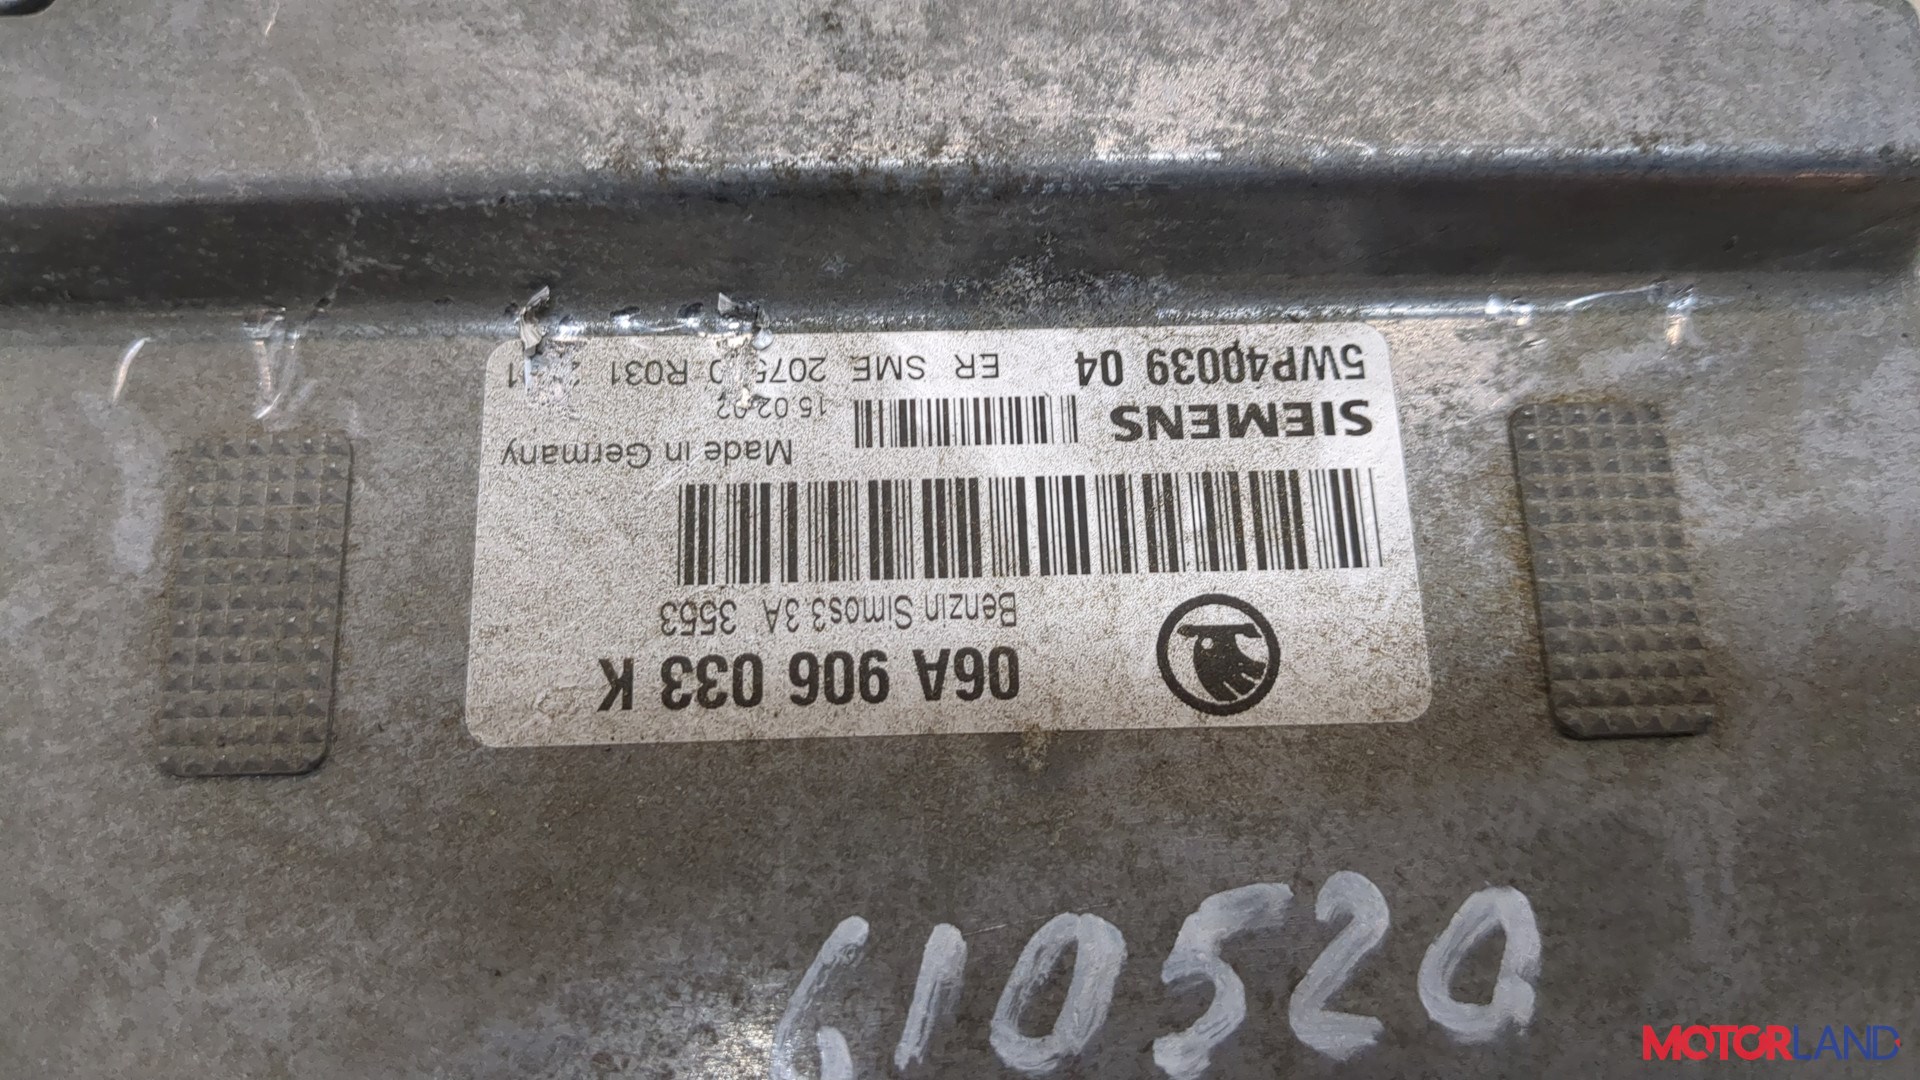 06A 906 033 K
Benzin Simos3.3A 3553
SIEMENS
Made in Germany
15.02.02
5WP40039 04
ER SME R031
610520
MOTORLAND